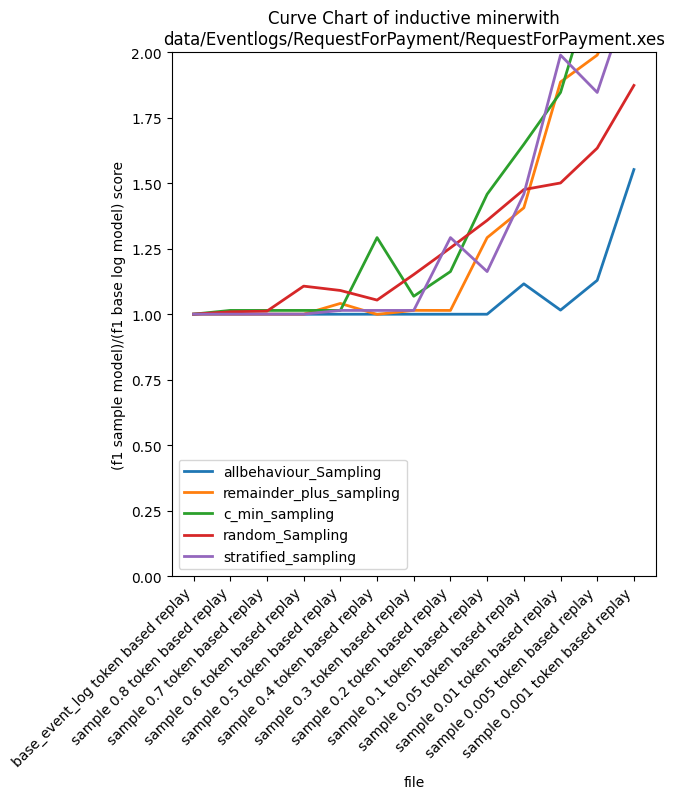 Curve Chart of inductive minerwith
data/Eventlogs/RequestForPayment/RequestForPayment.xes
(f1 sample model)/(f1 base log model) score
2.00
1.75
1.50
1.25
1.00
0.75
0.50
0.25
0.00
allbehaviour_Sampling
remainder_plus_sampling
c_min_sampling
random_Sampling
stratified_sampling
base_event_log token based replay
sample 0.8 token based replay
sample 0.7 token based replay
sample 0.6 token based replay
sample 0.5 token based replay
sample 0.4 token based replay
sample 0.3 token based replay
sample 0.2 token based replay
sample 0.1 token based replay
sample 0.05 token based replay
sample 0.01 token based replay
sample 0.005 token based replay
sample 0.001 token based replay
file